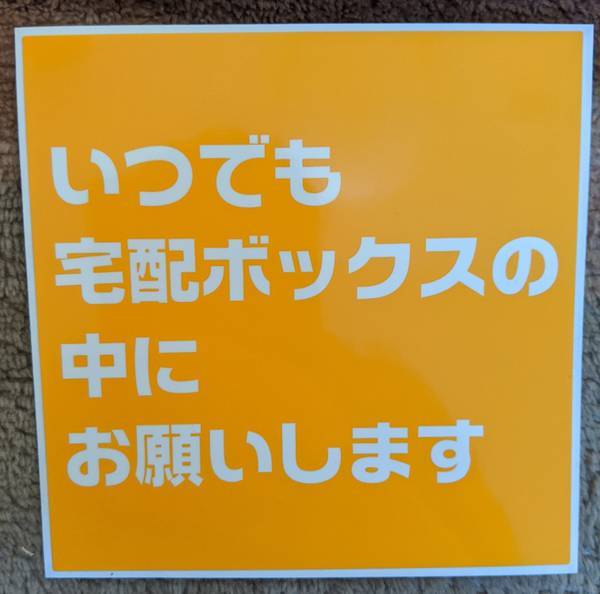 いつでも
宅配ボックスの
中に
お願いします